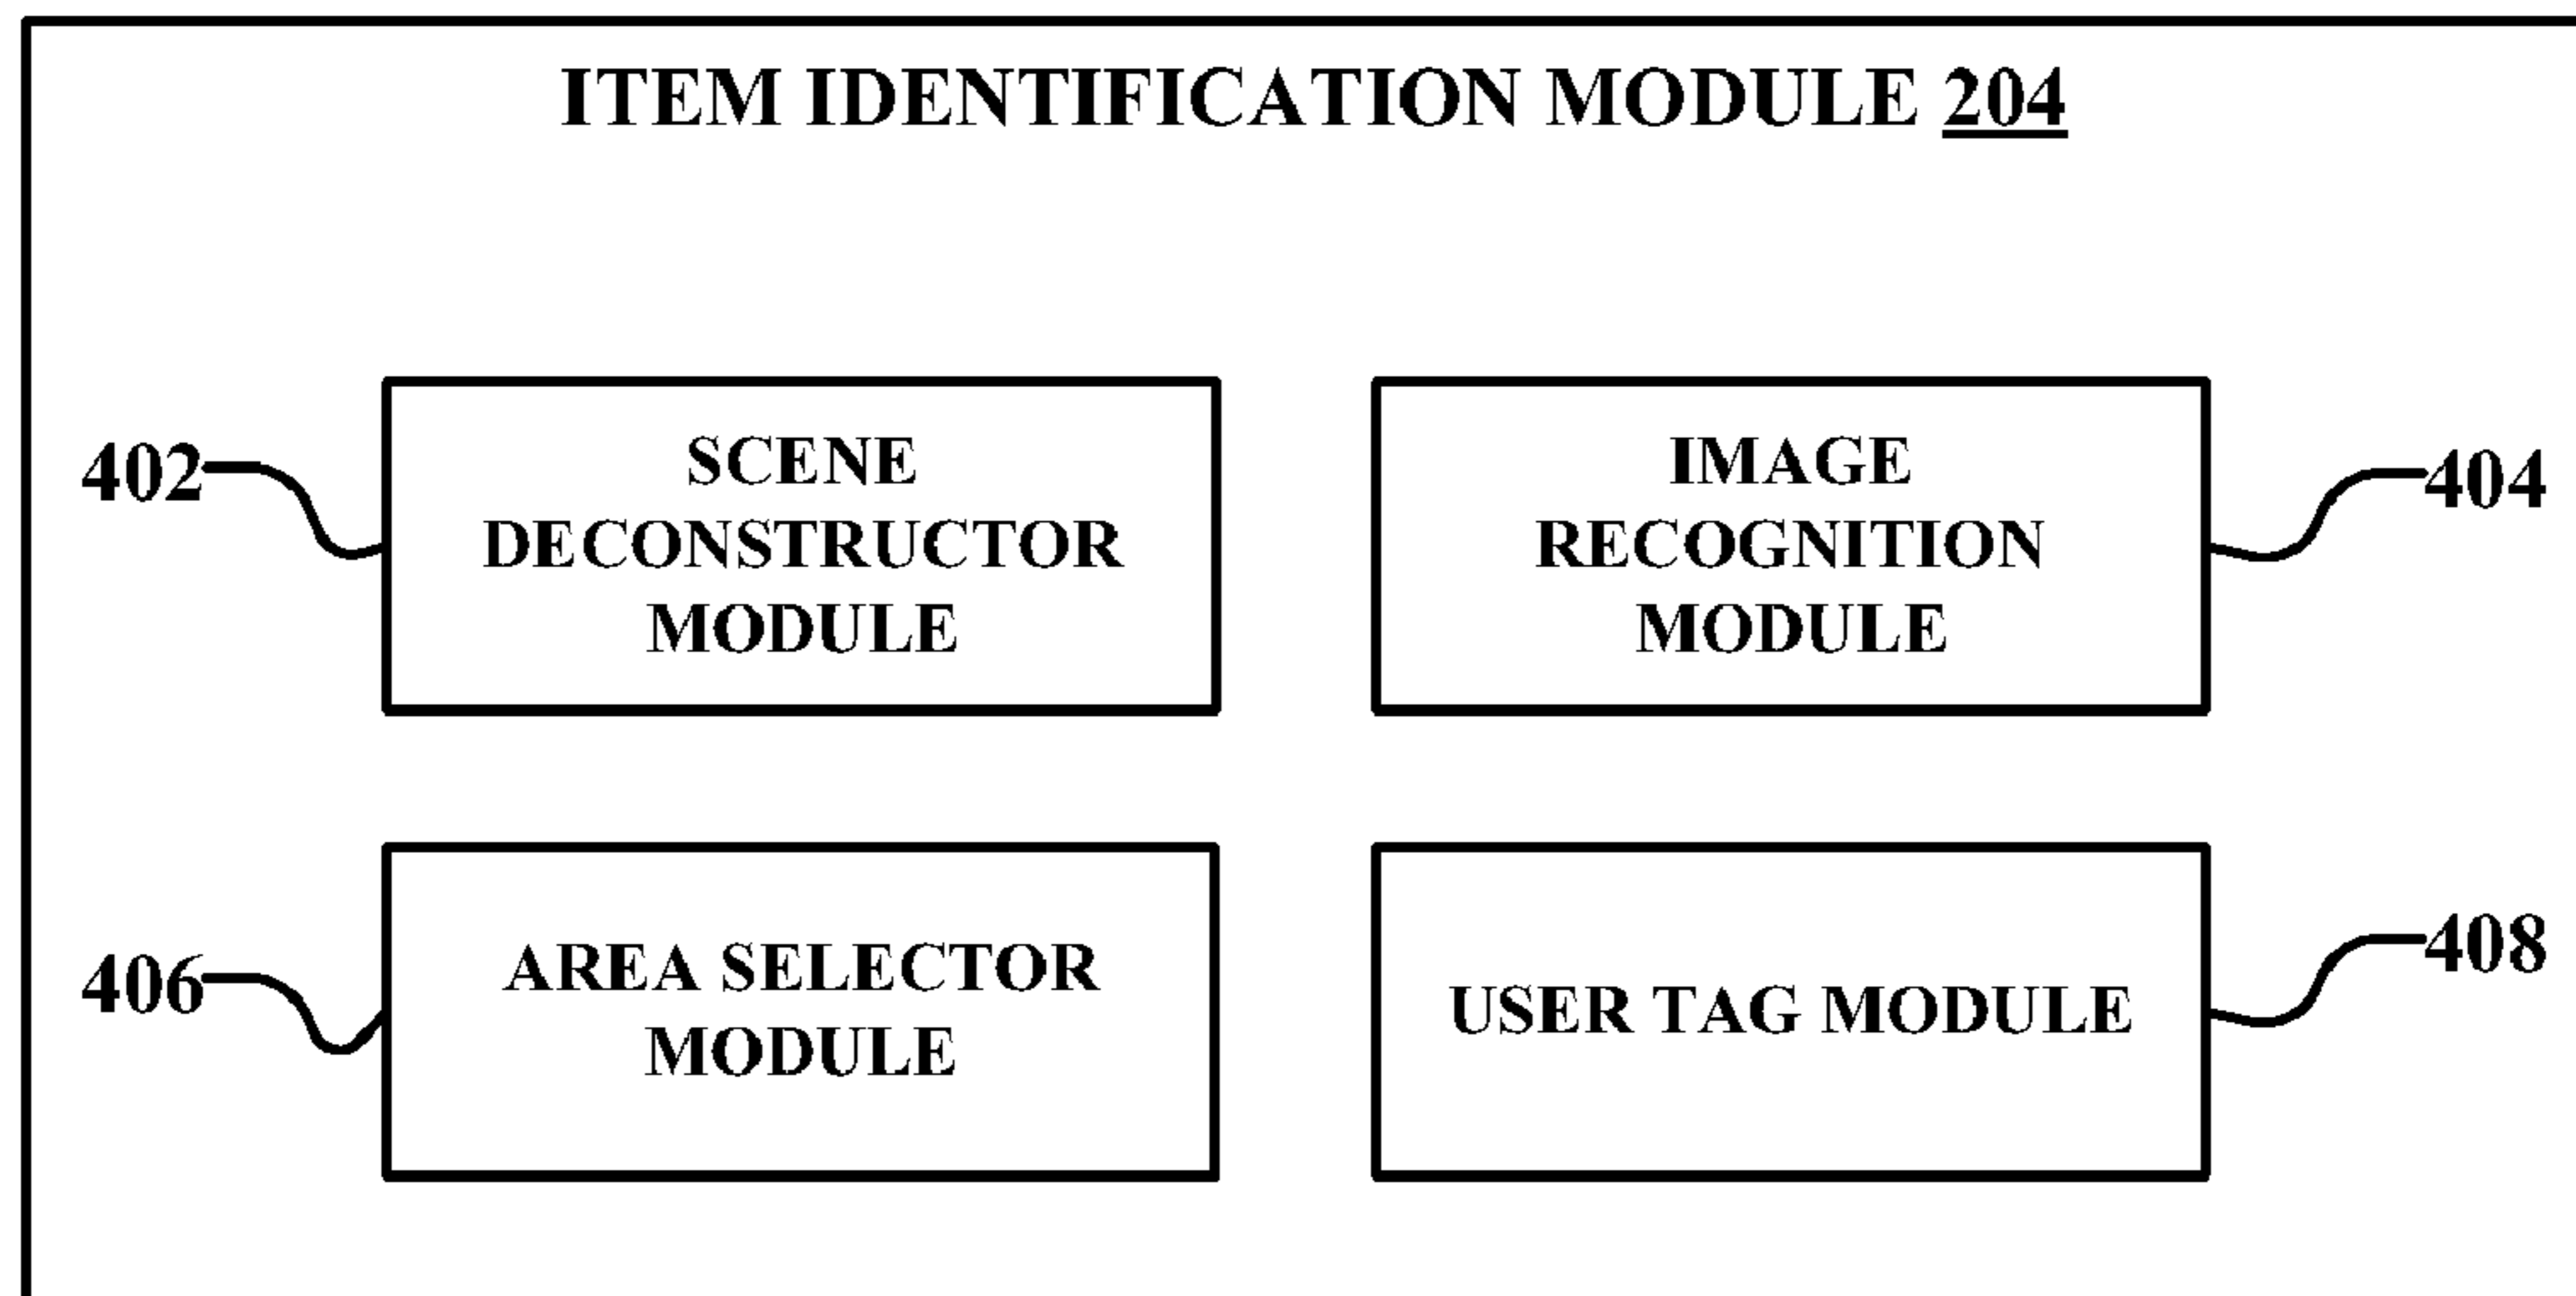 ITEM IDENTIFICATION MODULE 204
402
SCENE
DECONSTRUCTOR
MODULE
IMAGE
RECOGNITION
MODULE
404
406
AREA SELECTOR
MODULE
USER TAG MODULE
408